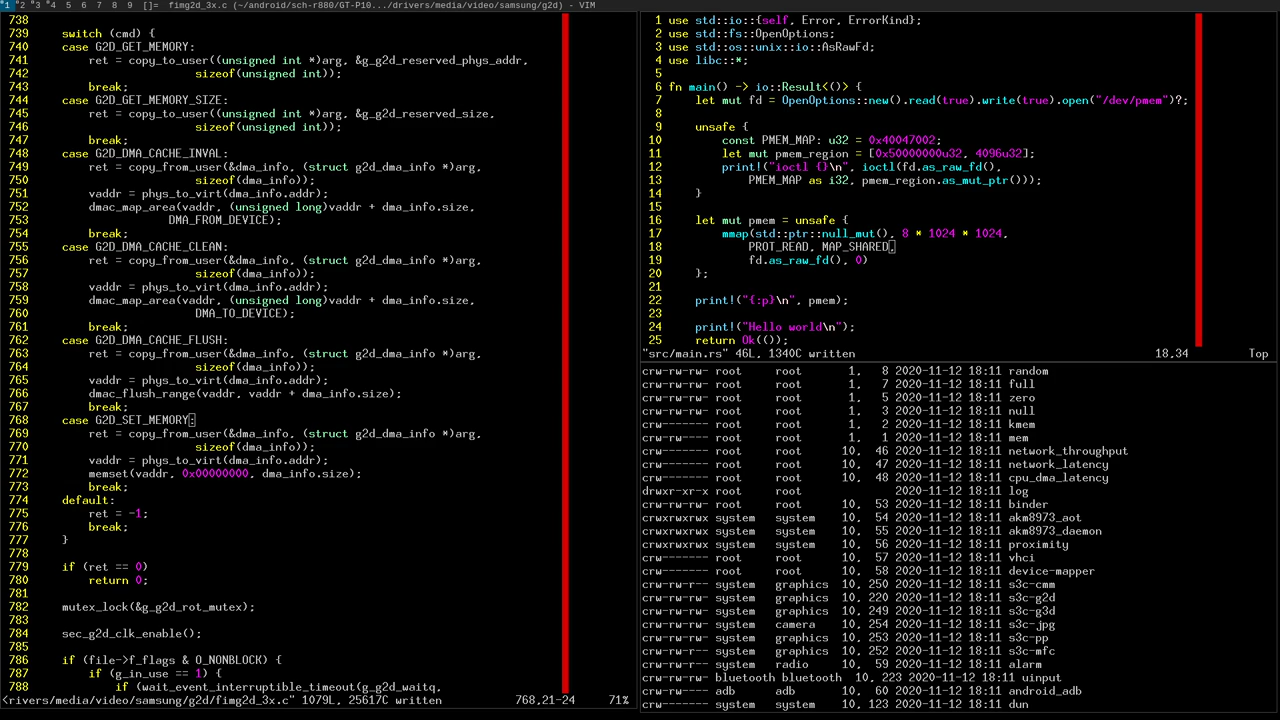 °1 °2 °3 °4 5 6 7 8 9 []= fimg2d_3x.c (~/android/sch-r880/GT-P10.../drivers/media/video/samsung/g2d) - VIM
738
739     switch (cmd) {
740     case G2D_GET_MEMORY:
741         ret = copy_to_user((unsigned int *)arg, &g_g2d_reserved_phys_addr,
742                         sizeof(unsigned int));
743         break;
744     case G2D_GET_MEMORY_SIZE:
745         ret = copy_to_user((unsigned int *)arg, &g_g2d_reserved_size,
746                         sizeof(unsigned int));
747         break;
748     case G2D_DMA_CACHE_INVAL:
749         ret = copy_from_user(&dma_info, (struct g2d_dma_info *)arg,
750                         sizeof(dma_info));
751         vaddr = phys_to_virt(dma_info.addr);
752         dmac_map_area(vaddr, (unsigned long)vaddr + dma_info.size,
753                     DMA_FROM_DEVICE);
754         break;
755     case G2D_DMA_CACHE_CLEAN:
756         ret = copy_from_user(&dma_info, (struct g2d_dma_info *)arg,
757                         sizeof(dma_info));
758         vaddr = phys_to_virt(dma_info.addr);
759         dmac_map_area(vaddr, (unsigned long)vaddr + dma_info.size,
760                         DMA_TO_DEVICE);
761         break;
762     case G2D_DMA_CACHE_FLUSH:
763         ret = copy_from_user(&dma_info, (struct g2d_dma_info *)arg,
764                         sizeof(dma_info));
765         vaddr = phys_to_virt(dma_info.addr);
766         dmac_flush_range(vaddr, vaddr + dma_info.size);
767         break;
768     case G2D_SET_MEMORY:
769         ret = copy_from_user(&dma_info, (struct g2d_dma_info *)arg,
770                         sizeof(dma_info));
771         vaddr = phys_to_virt(dma_info.addr);
772         memset(vaddr, 0x00000000, dma_info.size);
773         break;
774     default:
775         ret = -1;
776         break;
777     }
778
779     if (ret == 0)
780         return 0;
781
782     mutex_lock(&g_g2d_rot_mutex);
783
784     sec_g2d_clk_enable();
785
786     if (file->f_flags & O_NONBLOCK) {
787         if (g_in_use == 1) {
788             if (wait_event_interruptible_timeout(g_g2d_waitq,
<rivers/media/video/samsung/g2d/fimg2d_3x.c" 1079L, 25617C written 768,21-24 71%
1 use std::io::{self, Error, ErrorKind};
2 use std::fs::OpenOptions;
3 use std::os::unix::io::AsRawFd;
4 use libc::*;
5
6 fn main() -> io::Result<()> {
7     let mut fd = OpenOptions::new().read(true).write(true).open("/dev/pmem")?;
8
9     unsafe {
10         const PMEM_MAP: u32 = 0x40047002;
11         let mut pmem_region = [0x50000000u32, 4096u32];
12         print!("ioctl {}\n", ioctl(fd.as_raw_fd(),
13             PMEM_MAP as i32, pmem_region.as_mut_ptr()));
14     }
15
16     let mut pmem = unsafe {
17         mmap(std::ptr::null_mut(), 8 * 1024 * 1024,
18             PROT_READ, MAP_SHARED,
19             fd.as_raw_fd(), 0)
20     };
21
22     print!("{:p}\n", pmem);
23
24     print!("Hello world\n");
25     return Ok(());
"src/main.rs" 46L, 1340C written 18,34 Top
crw-rw-rw- root     root       1,   8 2020-11-12 18:11 random
crw-rw-rw- root     root       1,   7 2020-11-12 18:11 full
crw-rw-rw- root     root       1,   5 2020-11-12 18:11 zero
crw-rw-rw- root     root       1,   3 2020-11-12 18:11 null
crw-rw---- root     root       1,   2 2020-11-12 18:11 kmem
crw-rw---- root     root       1,   1 2020-11-12 18:11 mem
crw-rw-rw- root     root      10,  46 2020-11-12 18:11 network_throughput
crw-rw-rw- root     root      10,  47 2020-11-12 18:11 network_latency
crw-rw---- root     root      10,  48 2020-11-12 18:11 cpu_dma_latency
drwxr-xr-x root     root              2020-11-12 18:11 log
crw-rw-rw- root     root      10,  53 2020-11-12 18:11 binder
crwxrwxrwx system   system    10,  54 2020-11-12 18:11 akm8973_aot
crwxrwxrwx system   system    10,  55 2020-11-12 18:11 akm8973_daemon
crwxrwxrwx system   system    10,  56 2020-11-12 18:11 proximity
crw------- root     root      10,  57 2020-11-12 18:11 vhci
crw------- root     root      10,  58 2020-11-12 18:11 device-mapper
crw-rw-r-- system   graphics  10, 250 2020-11-12 18:11 s3c-cmm
crw-rw-rw- system   graphics  10, 220 2020-11-12 18:11 s3c-g2d
crw-rw-rw- system   graphics  10, 249 2020-11-12 18:11 s3c-g3d
crw-rw-rw- system   camera    10, 254 2020-11-12 18:11 s3c-jpg
crw-rw-r-- system   graphics  10, 253 2020-11-12 18:11 s3c-pp
crw-rw-r-- system   graphics  10, 252 2020-11-12 18:11 s3c-mfc
crw-rw-r-- system   radio     10,  59 2020-11-12 18:11 alarm
crw-rw-rw- bluetooth bluetooth 10, 223 2020-11-12 18:11 uinput
crw-rw---- adb      adb       10,  60 2020-11-12 18:11 android_adb
crw-rw-rw- system   system    10, 123 2020-11-12 18:11 dun